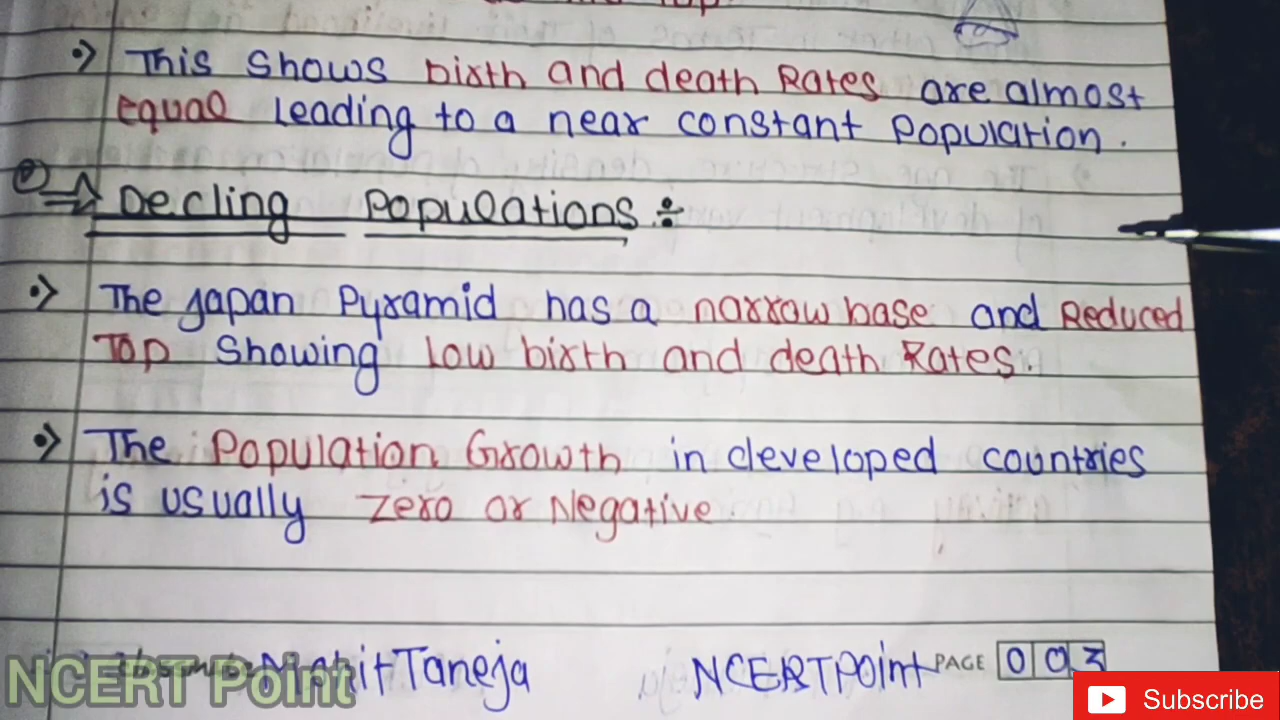 •) This shows birth and death Rates are almost
equal leading to a near constant Population.
⇒ Decling Populations ÷
•) The Japan Pyramid has a narrow base and Reduced
Top showing low birth and death Rates.
•) The Population Growth in developed countries
is usually zero or Negative
NCERT Point Taneja NCERTPoint PAGE 003
Subscribe